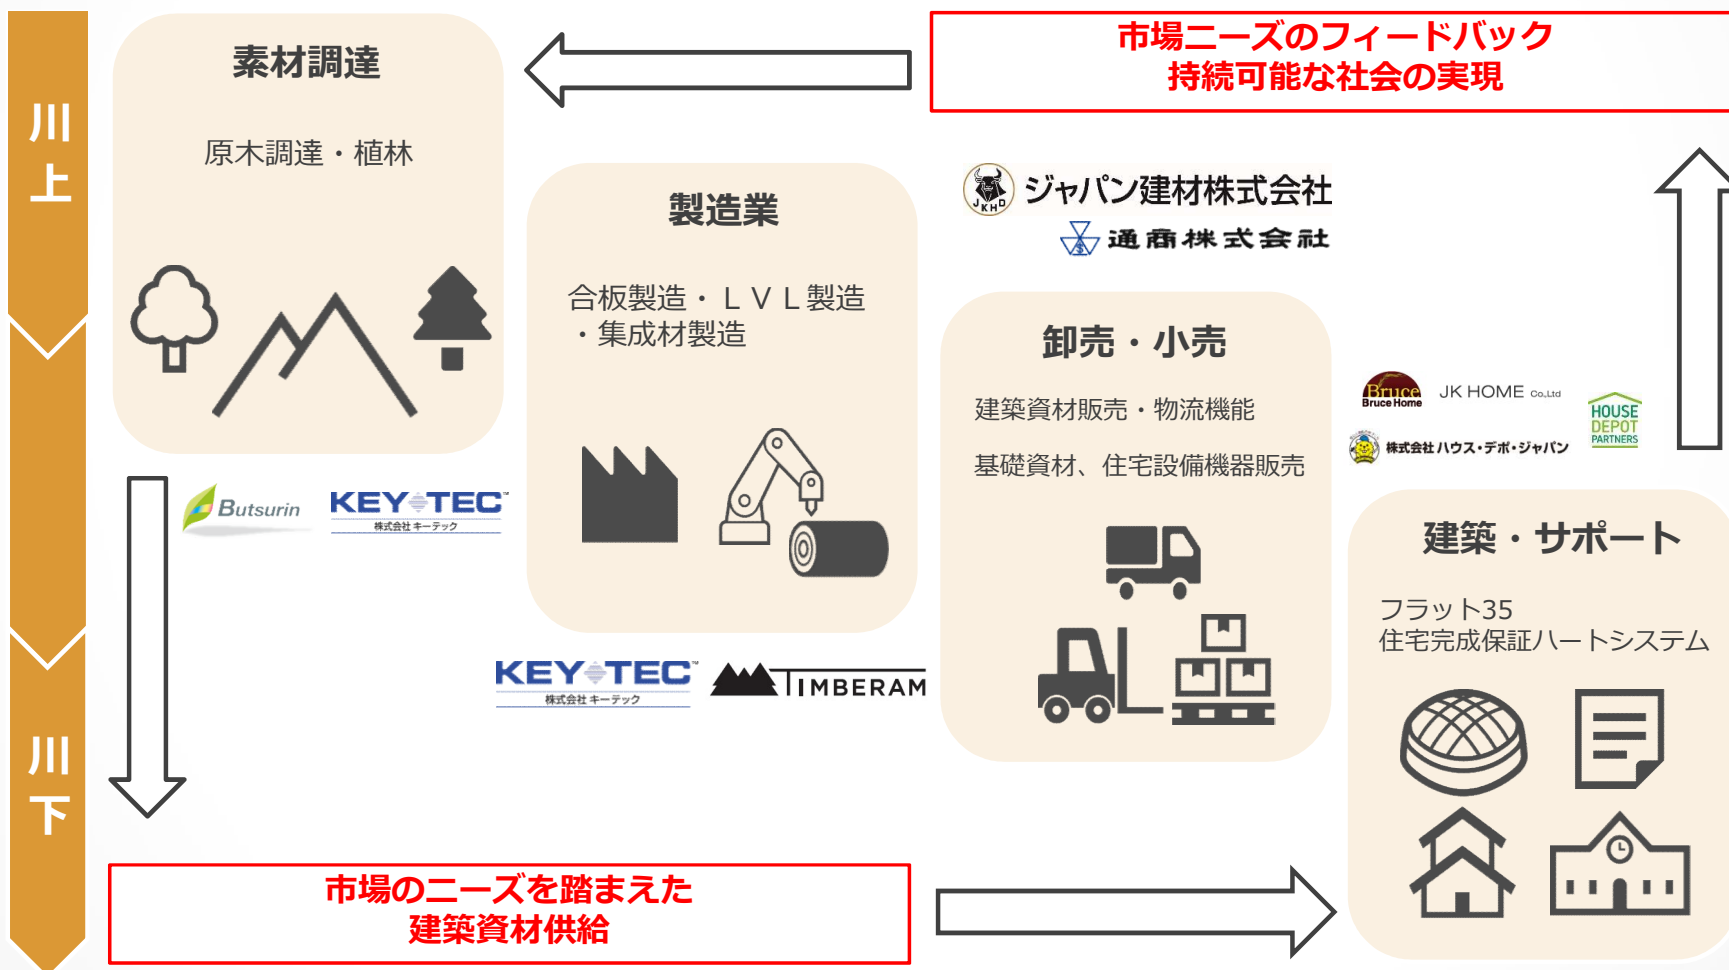 川上
素材調達
原木調達・植林
市場ニーズのフィードバック
持続可能な社会の実現
製造業
合板製造・ＬＶＬ製造
・集成材製造
JKHD
ジャパン建材株式会社
通商株式会社
卸売・小売
建築資材販売・物流機能
基礎資材、住宅設備機器販売
Bruce
Bruce Home
JK HOME Co.,Ltd
HOUSE
DEPOT
PARTNERS
株式会社 ハウス・デポ・ジャパン
Butsurin
KEY TEC™
株式会社 キーテック
建築・サポート
フラット35
住宅完成保証ハートシステム
KEY TEC™
株式会社 キーテック
TIMBERAM
川下
市場のニーズを踏まえた
建築資材供給